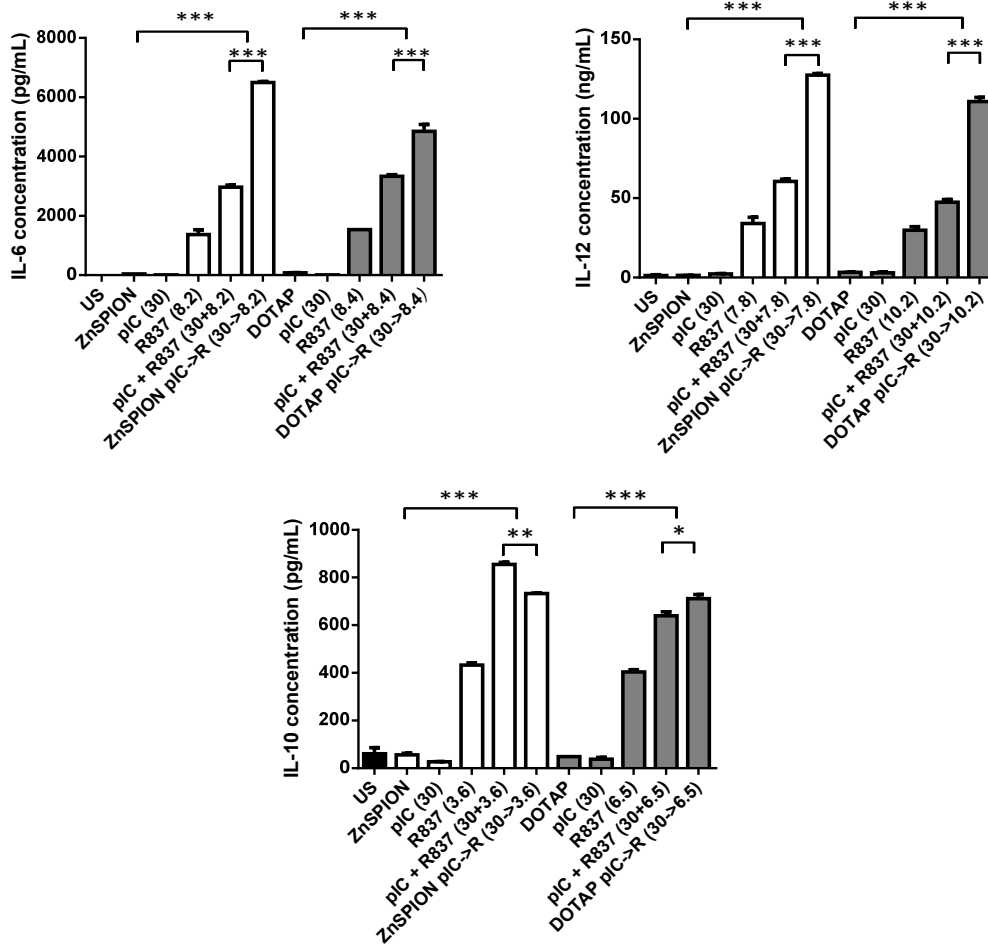 ***
***
***
***
IL-6 concentration (pg/mL)
8000
6000
4000
2000
0
US
ZnSPION
pIC (30)
R837 (8.2)
pIC + R837 (30+8.2)
ZnSPION pIC->R (30->8.2)
DOTAP
pIC (30)
R837 (8.4)
pIC + R837 (30+8.4)
DOTAP pIC->R (30->8.4)
***
***
***
***
IL-12 concentration (ng/mL)
150
100
50
0
US
ZnSPION
pIC (30)
R837 (7.8)
pIC + R837 (30+7.8)
ZnSPION pIC->R (30->7.8)
DOTAP
pIC (30)
R837 (10.2)
pIC + R837 (30+10.2)
DOTAP pIC->R (30->10.2)
***
***
**
*
IL-10 concentration (pg/mL)
1000
800
600
400
200
0
US
ZnSPION
pIC (30)
R837 (3.6)
pIC + R837 (30+3.6)
ZnSPION pIC->R (30->3.6)
DOTAP
pIC (30)
R837 (6.5)
pIC + R837 (30+6.5)
DOTAP pIC->R (30->6.5)